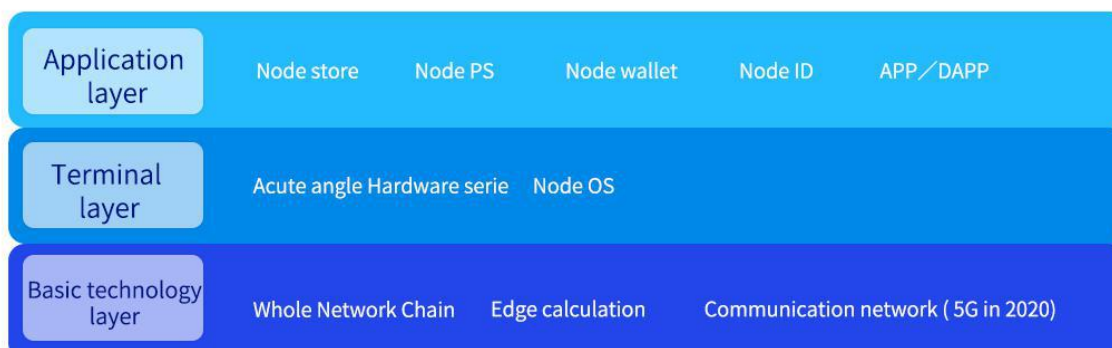 Application
layer
Node store Node PS Node wallet Node ID APP／DAPP
Terminal
layer
Acute angle Hardware serie Node OS
Basic technology
layer
Whole Network Chain Edge calculation Communication network ( 5G in 2020)